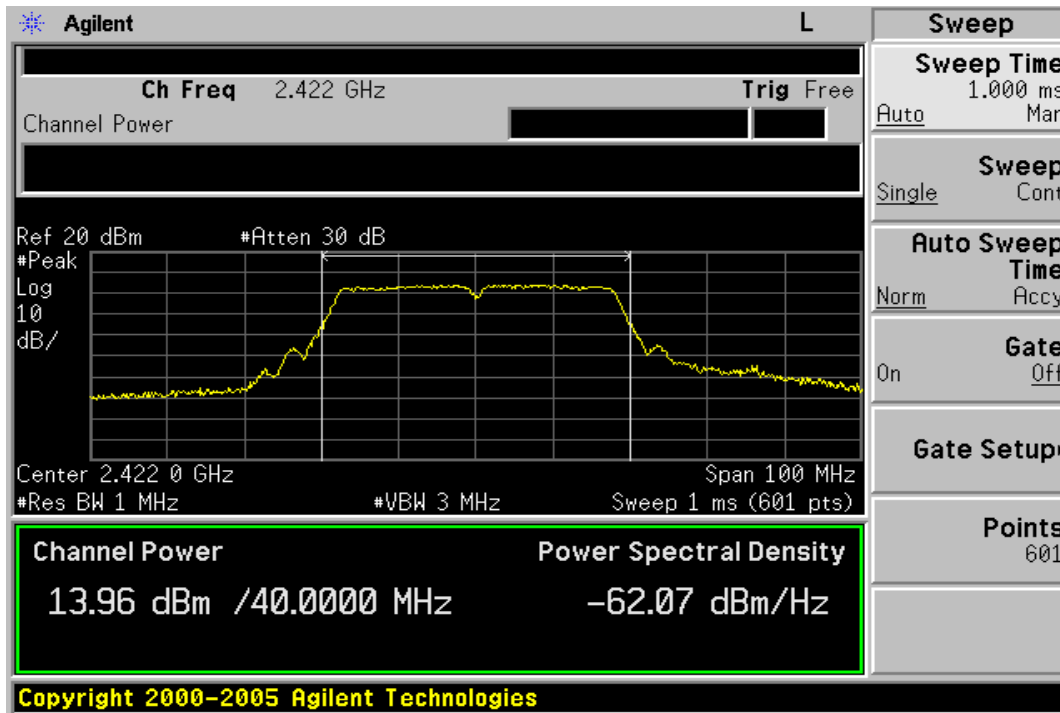 Agilent L
Ch Freq 2.422 GHz Trig Free
Channel Power
Ref 20 dBm #Atten 30 dB
#Peak
Log
10
dB/
Center 2.422 0 GHz Span 100 MHz
#Res BW 1 MHz #VBW 3 MHz Sweep 1 ms (601 pts)
Channel Power Power Spectral Density
13.96 dBm /40.0000 MHz -62.07 dBm/Hz
Copyright 2000-2005 Agilent Technologies
Sweep
Sweep Time
1.000 ms
Auto Man
Sweep
Single Cont
Auto Sweep
Time
Norm Accy
Gate
On Off
Gate Setup
Points
601